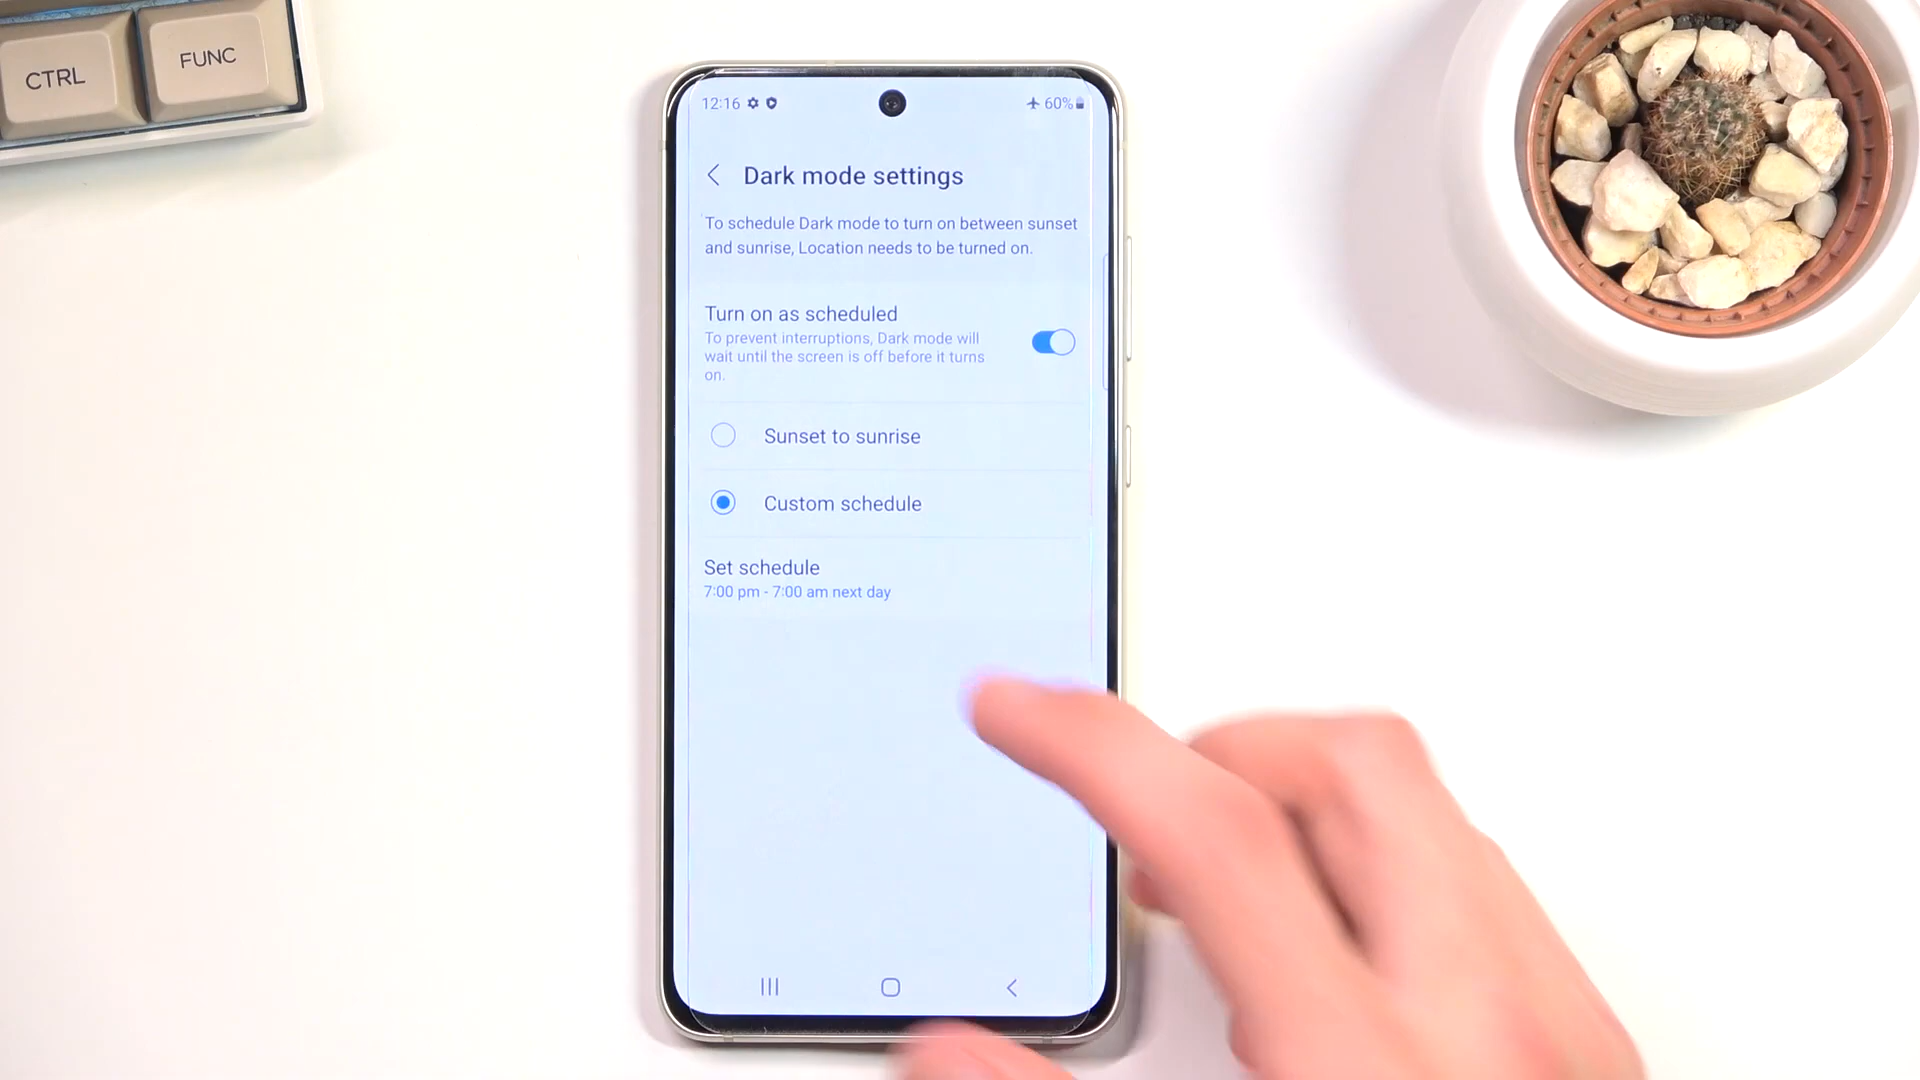 CTRL
FUNC
12:16
60%
Dark mode settings
To schedule Dark mode to turn on between sunset
and sunrise, Location needs to be turned on.
Turn on as scheduled
To prevent interruptions, Dark mode will
wait until the screen is off before it turns
on.
Sunset to sunrise
Custom schedule
Set schedule
7:00 pm - 7:00 am next day